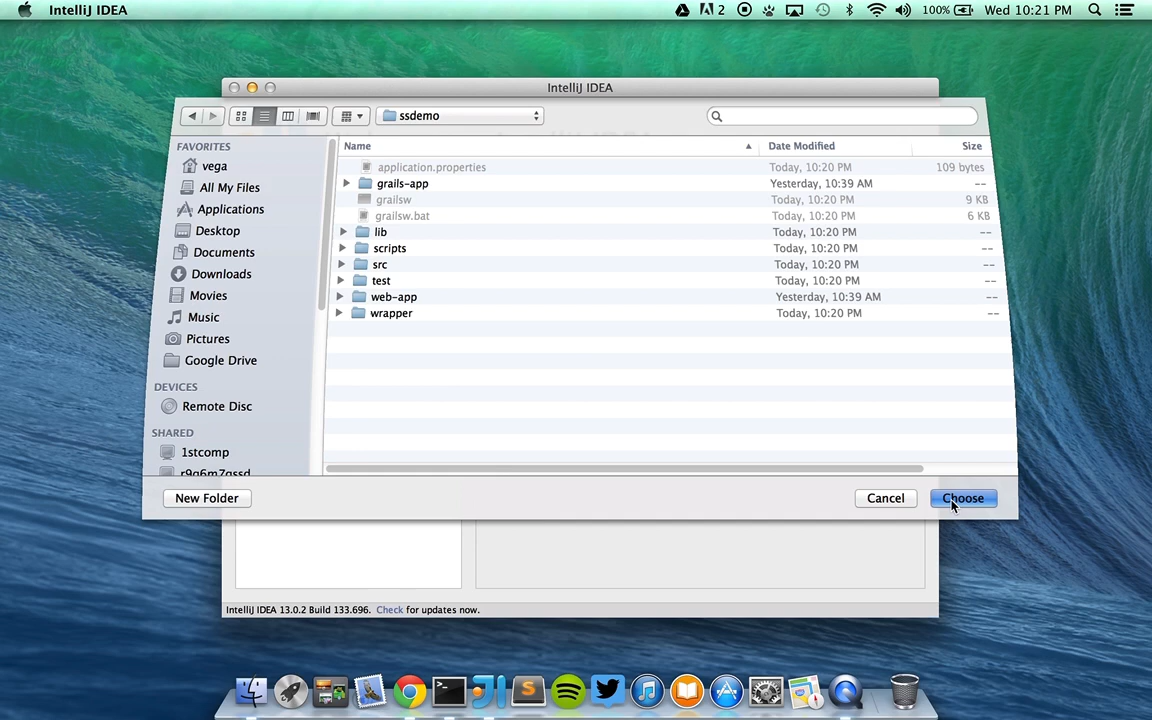 IntelliJ IDEA
2
100%
Wed 10:21 PM
IntelliJ IDEA
ssdemo
FAVORITES
vega
All My Files
Applications
Desktop
Documents
Downloads
Movies
Music
Pictures
Google Drive
DEVICES
Remote Disc
SHARED
1stcomp
Name Date Modified Size
application.properties Today, 10:20 PM 109 bytes
grails-app Yesterday, 10:39 AM --
grailsw Today, 10:20 PM 9 KB
grailsw.bat Today, 10:20 PM 6 KB
lib Today, 10:20 PM --
scripts Today, 10:20 PM --
src Today, 10:20 PM --
test Today, 10:20 PM --
web-app Yesterday, 10:39 AM --
wrapper Today, 10:20 PM --
New Folder
Cancel
Choose
IntelliJ IDEA 13.0.2 Build 133.696. Check for updates now.